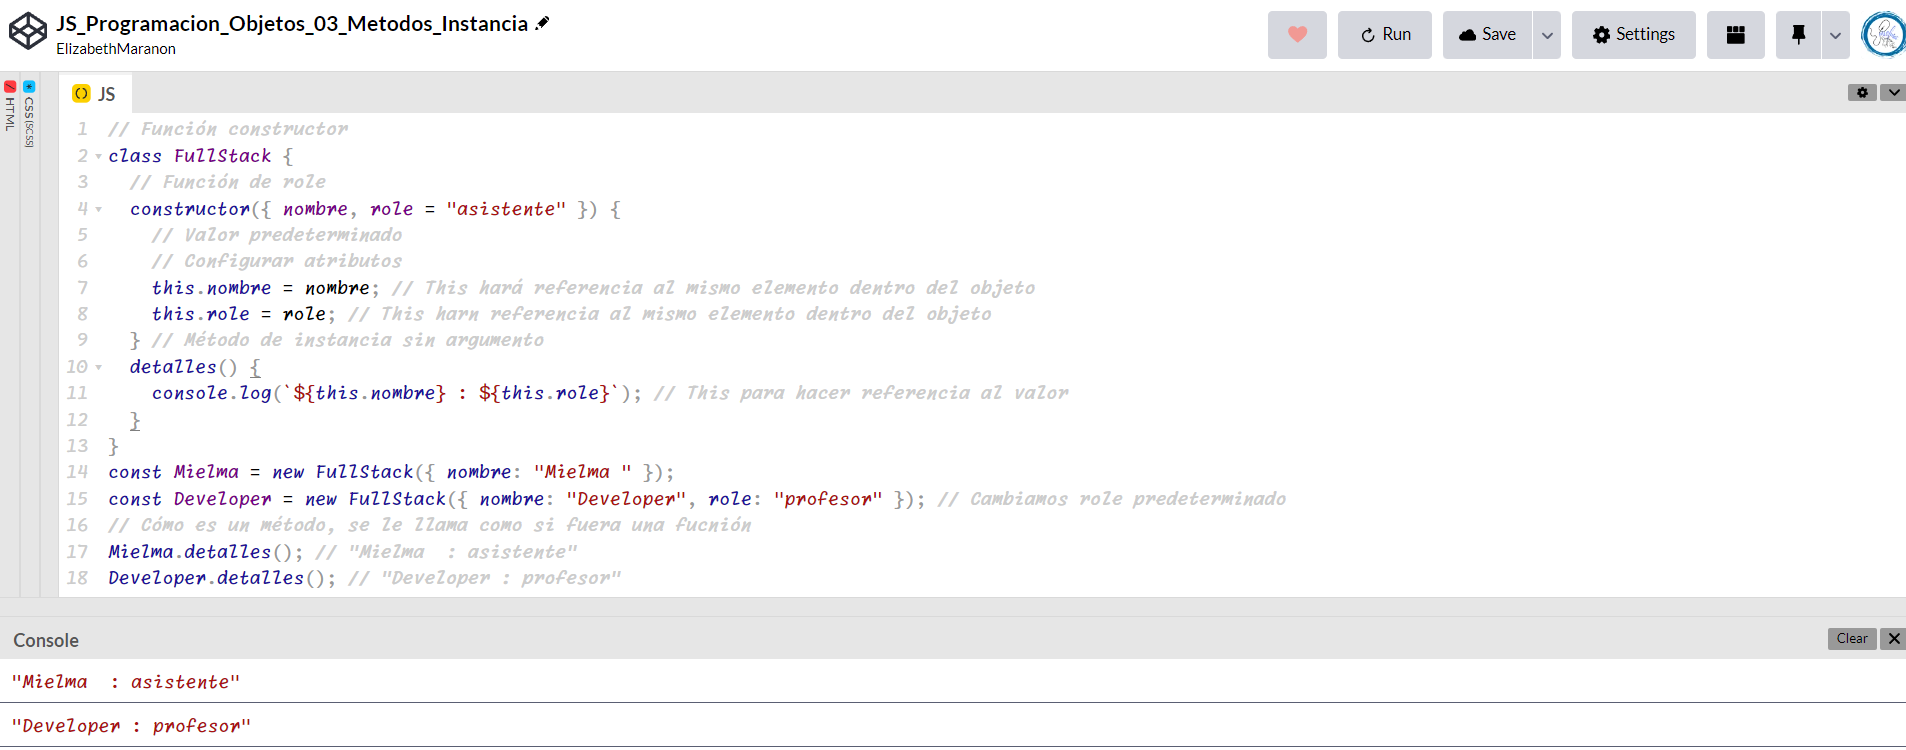 JS_Programacion_Objetos_03_Metodos_Instancia
ElizabethMaranon
Run
Save
Settings
HTML
CSS (SCSS)
JS
1 // Función constructor
2 class FullStack {
3 // Función de role
4 constructor({ nombre, role = "asistente" }) {
5 // Valor predeterminado
6 // Configurar atributos
7 this.nombre = nombre; // This hará referencia al mismo elemento dentro del objeto
8 this.role = role; // This harn referencia al mismo elemento dentro del objeto
9 } // Método de instancia sin argumento
10 detalles() {
11 console.log(`${this.nombre} : ${this.role}`); // This para hacer referencia al valor
12 }
13 }
14 const Mielma = new FullStack({ nombre: "Mielma " });
15 const Developer = new FullStack({ nombre: "Developer", role: "profesor" }); // Cambiamos role predeterminado
16 // Cómo es un método, se le llama como si fuera una fucnión
17 Mielma.detalles(); // "Mielma  : asistente"
18 Developer.detalles(); // "Developer : profesor"
Console
Clear
"Mielma  : asistente"
"Developer : profesor"